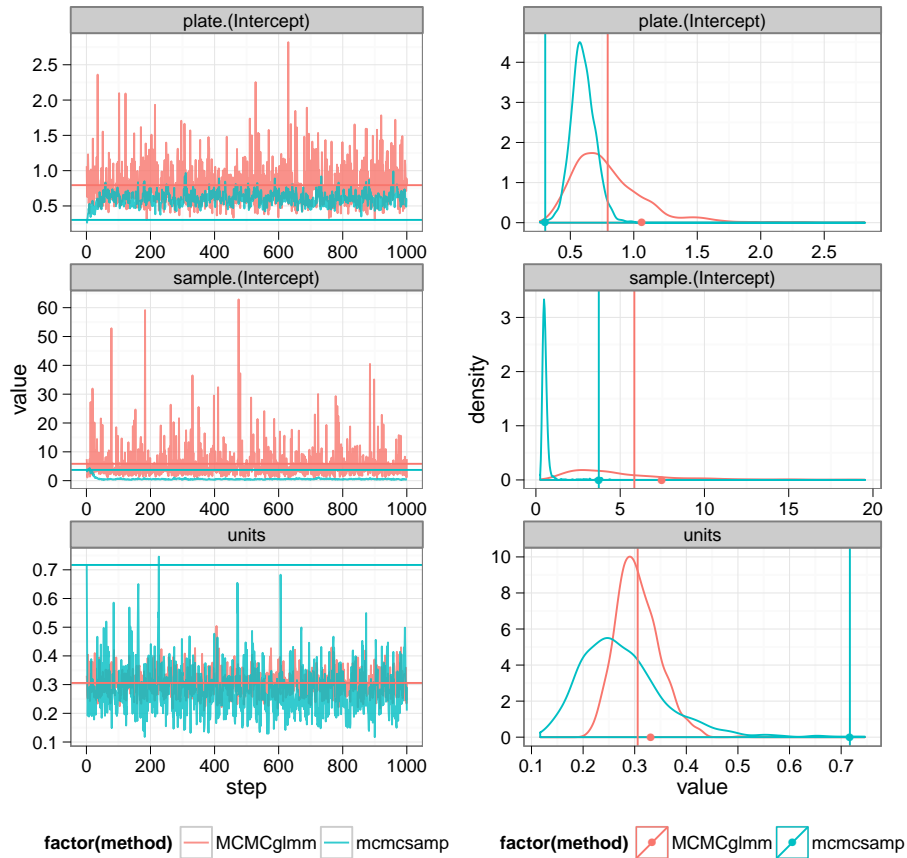 plate.(Intercept)
2.5
2.0
1.5
1.0
0.5
0 200 400 600 800 1000
sample.(Intercept)
60
50
40
30
20
10
0
0 200 400 600 800 1000
units
0.7
0.6
0.5
0.4
0.3
0.2
0.1
0 200 400 600 800 1000
value
step
factor(method) MCMCglmm mcmcsamp
plate.(Intercept)
4
3
2
1
0
0.5 1.0 1.5 2.0 2.5
sample.(Intercept)
3
2
1
0
0 5 10 15 20
units
10
8
6
4
2
0
0.1 0.2 0.3 0.4 0.5 0.6 0.7
density
value
factor(method) MCMCglmm mcmcsamp